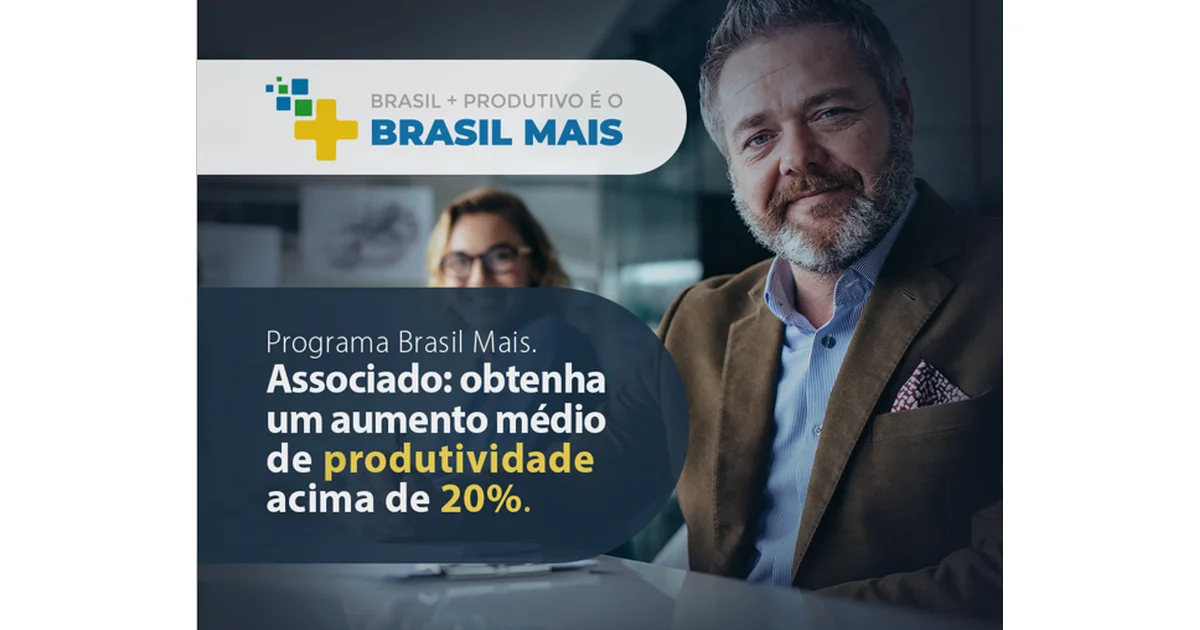 BRASIL + PRODUTIVO É O
BRASIL MAIS
Programa Brasil Mais.
Associado: obtenha
um aumento médio
de produtividade
acima de 20%.